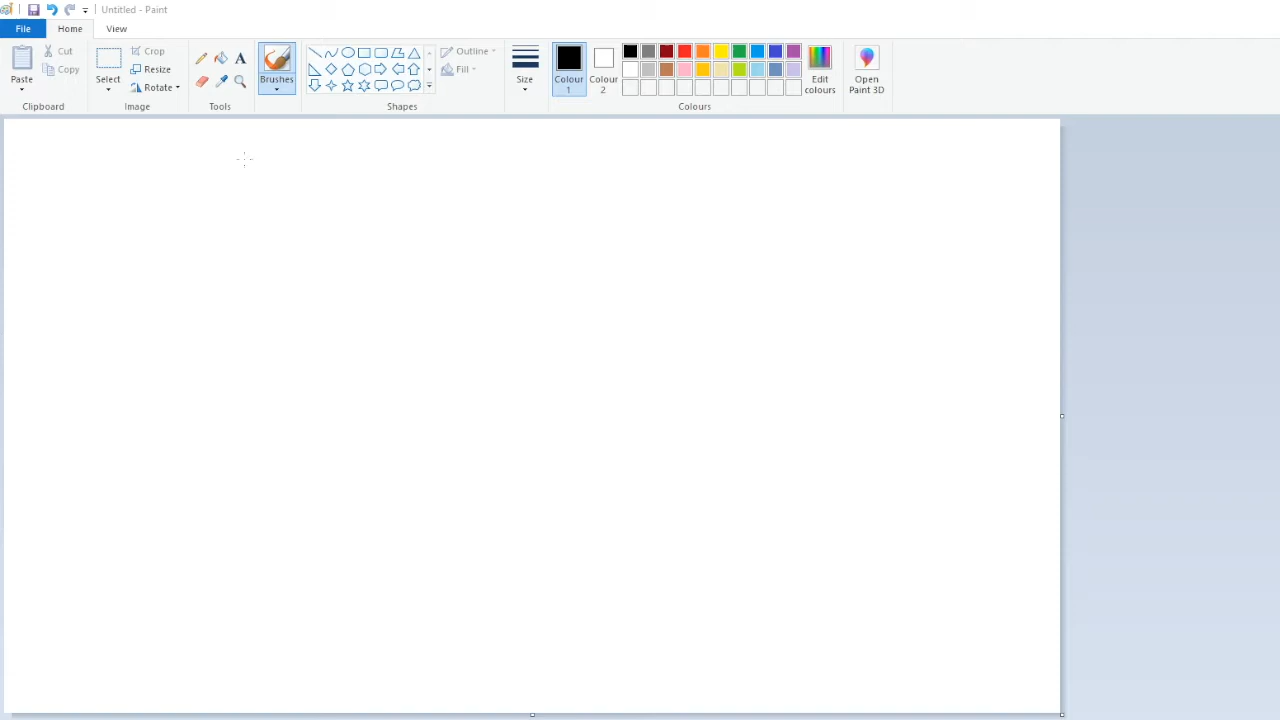 Untitled - Paint
File Home View
Paste Cut Copy Select Crop Resize Rotate A Brushes Outline Fill Size Colour 1 Colour 2 Edit colours Open Paint 3D
Clipboard Image Tools Shapes Colours